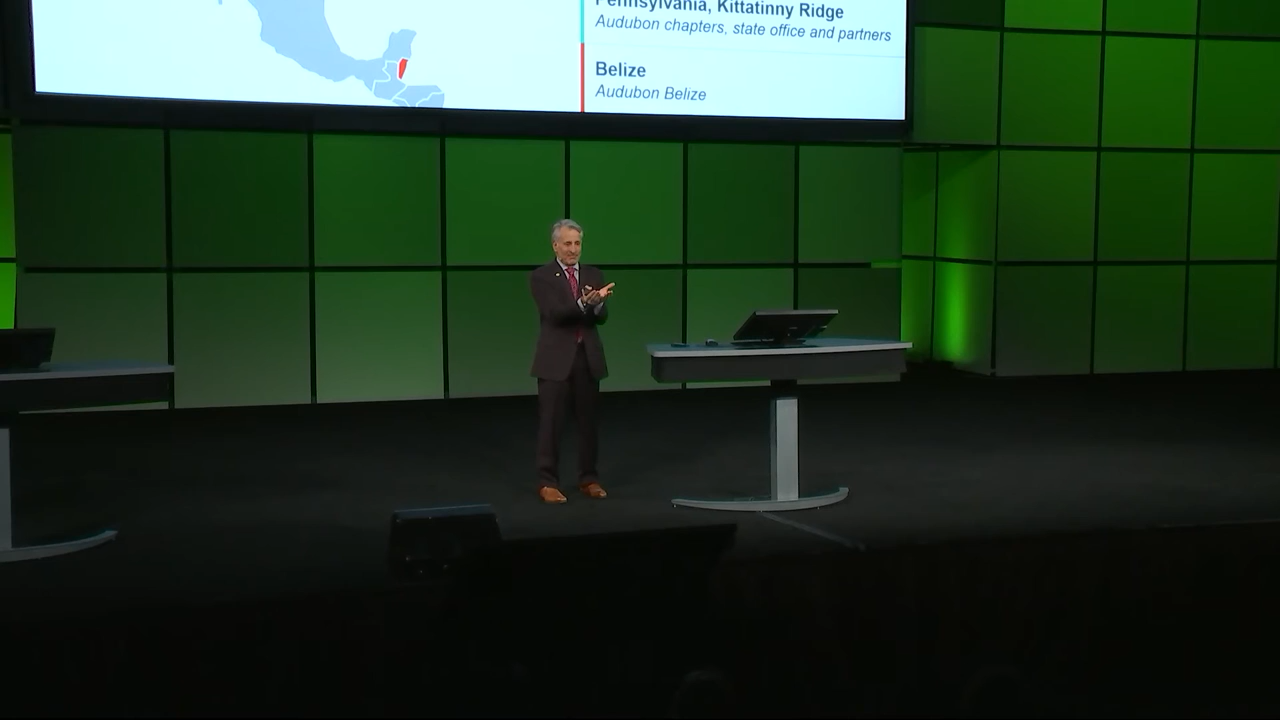 Pennsylvania, Kittatinny Ridge
Audubon chapters, state office and partners
Belize
Audubon Belize